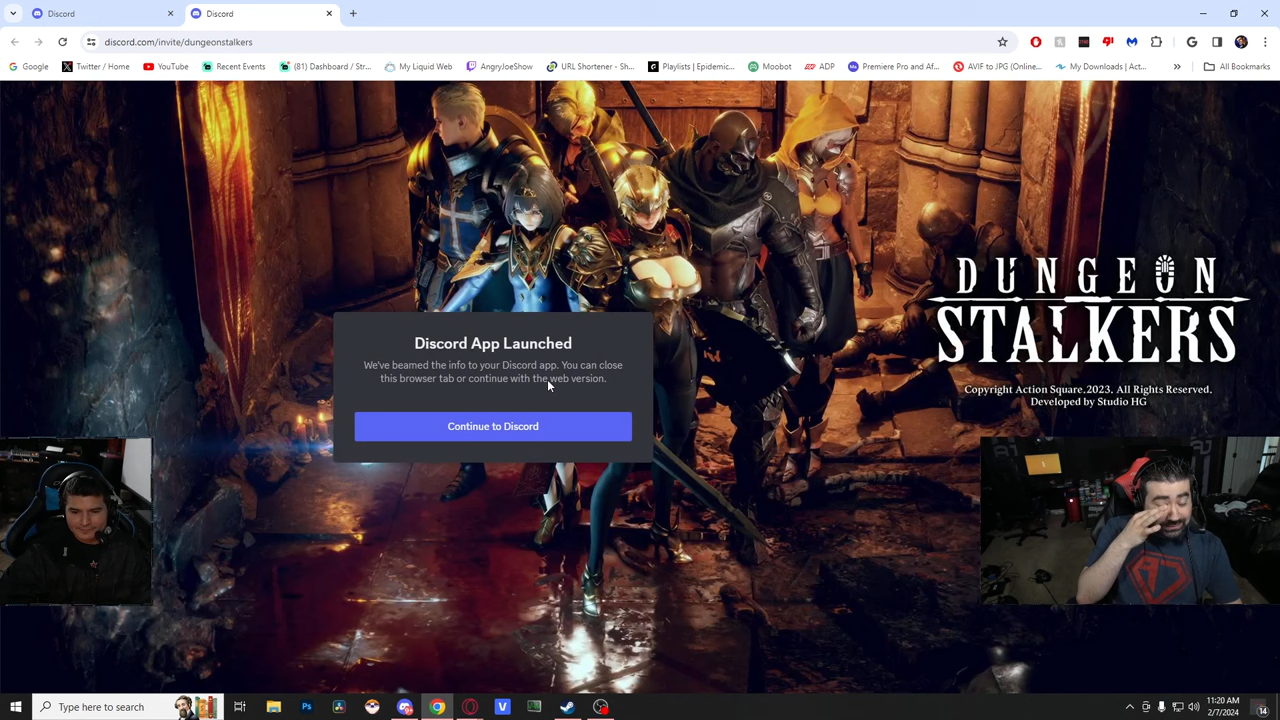 Discord
Discord
discord.com/invite/dungeonstalkers
Google
Twitter / Home
YouTube
Recent Events
(81) Dashboard / Str...
My Liquid Web
AngryJoeShow
URL Shortener - Sh...
Playlists | Epidemic...
Moobot
ADP
Premiere Pro and Af...
AVIF to JPG (Online...
My Downloads | Act...
All Bookmarks
DUNGEON
STALKERS
Copyright Action Square.2023. All Rights Reserved.
Developed by Studio HG
Discord App Launched
We've beamed the info to your Discord app. You can close
this browser tab or continue with the web version.
Continue to Discord
Type here to search
Ps
11:20 AM
2/7/2024
14